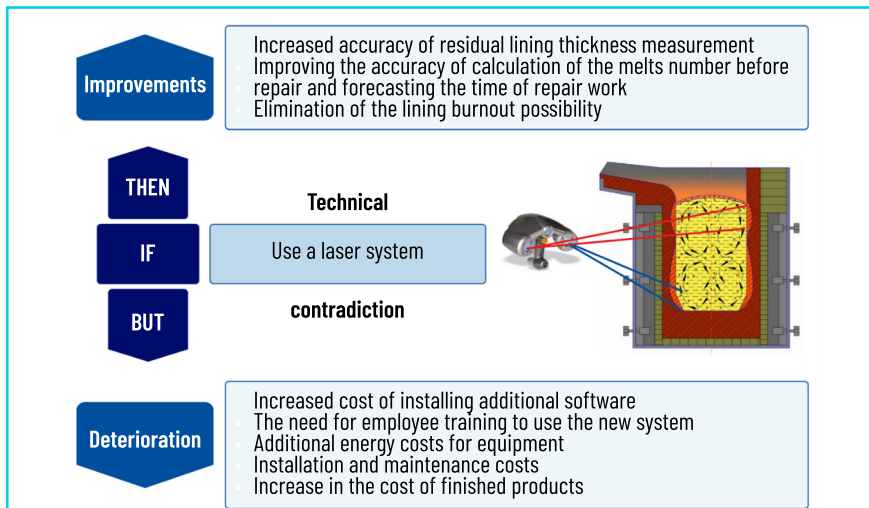 Improvements
Increased accuracy of residual lining thickness measurement
Improving the accuracy of calculation of the melts number before
repair and forecasting the time of repair work
Elimination of the lining burnout possibility
THEN
Technical
IF
Use a laser system
BUT
contradiction
Deterioration
Increased cost of installing additional software
The need for employee training to use the new system
Additional energy costs for equipment
Installation and maintenance costs
Increase in the cost of finished products